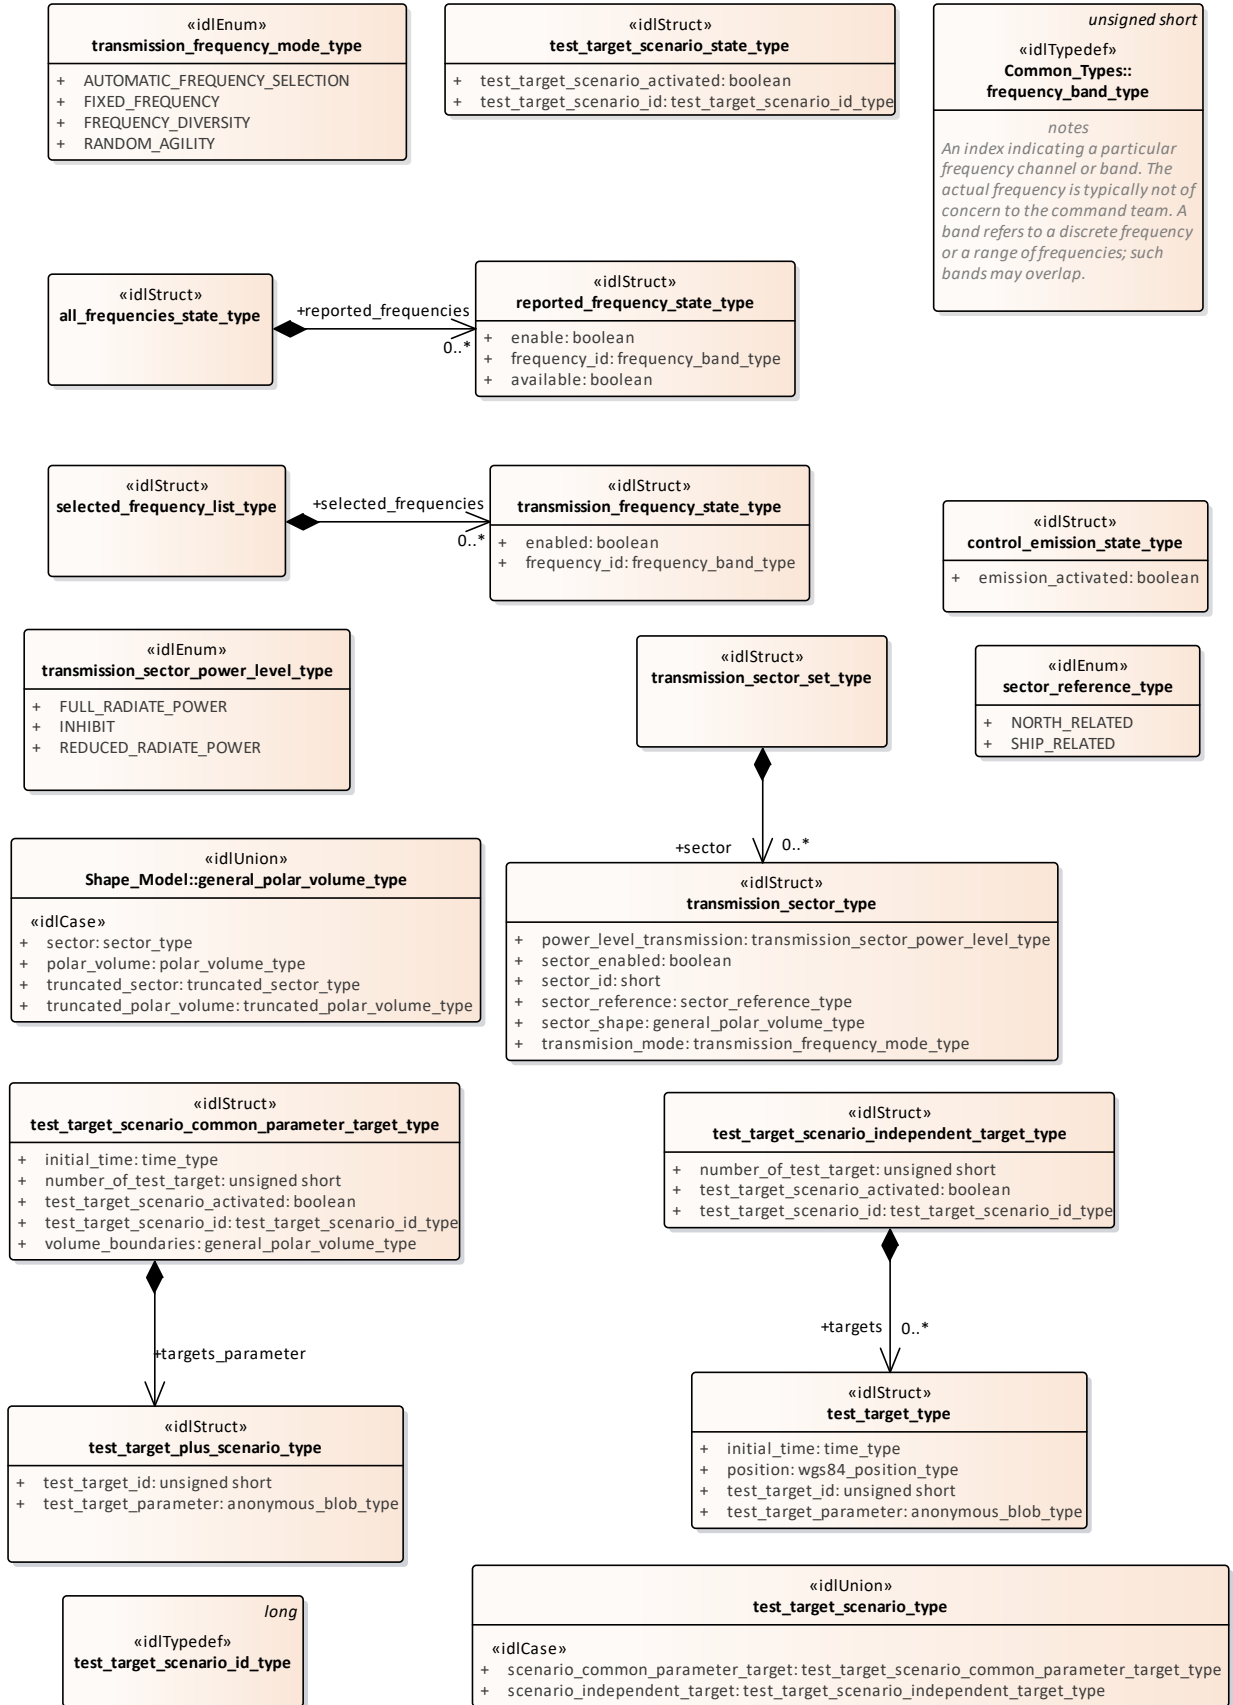 «idlEnum»
transmission_frequency_mode_type
+ AUTOMATIC_FREQUENCY_SELECTION
+ FIXED_FREQUENCY
+ FREQUENCY_DIVERSITY
+ RANDOM_AGILITY
«idlStruct»
test_target_scenario_state_type
+ test_target_scenario_activated: boolean
+ test_target_scenario_id: test_target_scenario_id_type
unsigned short
«idlTypedef»
Common_Types::
frequency_band_type
notes
An index indicating a particular
frequency channel or band. The
actual frequency is typically not of
concern to the command team. A
band refers to a discrete frequency
or a range of frequencies; such
bands may overlap.
«idlStruct»
all_frequencies_state_type
+reported_frequencies
0..*
«idlStruct»
reported_frequency_state_type
+ enable: boolean
+ frequency_id: frequency_band_type
+ available: boolean
«idlStruct»
selected_frequency_list_type
+selected_frequencies
0..*
«idlStruct»
transmission_frequency_state_type
+ enabled: boolean
+ frequency_id: frequency_band_type
«idlStruct»
control_emission_state_type
+ emission_activated: boolean
«idlEnum»
transmission_sector_power_level_type
+ FULL_RADIATE_POWER
+ INHIBIT
+ REDUCED_RADIATE_POWER
«idlStruct»
transmission_sector_set_type
«idlEnum»
sector_reference_type
+ NORTH_RELATED
+ SHIP_RELATED
+sector
0..*
«idlUnion»
Shape_Model::general_polar_volume_type
«idlCase»
+ sector: sector_type
+ polar_volume: polar_volume_type
+ truncated_sector: truncated_sector_type
+ truncated_polar_volume: truncated_polar_volume_type
«idlStruct»
transmission_sector_type
+ power_level_transmission: transmission_sector_power_level_type
+ sector_enabled: boolean
+ sector_id: short
+ sector_reference: sector_reference_type
+ sector_shape: general_polar_volume_type
+ transmision_mode: transmission_frequency_mode_type
«idlStruct»
test_target_scenario_common_parameter_target_type
+ initial_time: time_type
+ number_of_test_target: unsigned short
+ test_target_scenario_activated: boolean
+ test_target_scenario_id: test_target_scenario_id_type
+ volume_boundaries: general_polar_volume_type
«idlStruct»
test_target_scenario_independent_target_type
+ number_of_test_target: unsigned short
+ test_target_scenario_activated: boolean
+ test_target_scenario_id: test_target_scenario_id_type
+targets_parameter
+targets
0..*
«idlStruct»
test_target_plus_scenario_type
+ test_target_id: unsigned short
+ test_target_parameter: anonymous_blob_type
«idlStruct»
test_target_type
+ initial_time: time_type
+ position: wgs84_position_type
+ test_target_id: unsigned short
+ test_target_parameter: anonymous_blob_type
long
«idlTypedef»
test_target_scenario_id_type
«idlUnion»
test_target_scenario_type
«idlCase»
+ scenario_common_parameter_target: test_target_scenario_common_parameter_target_type
+ scenario_independent_target: test_target_scenario_independent_target_type